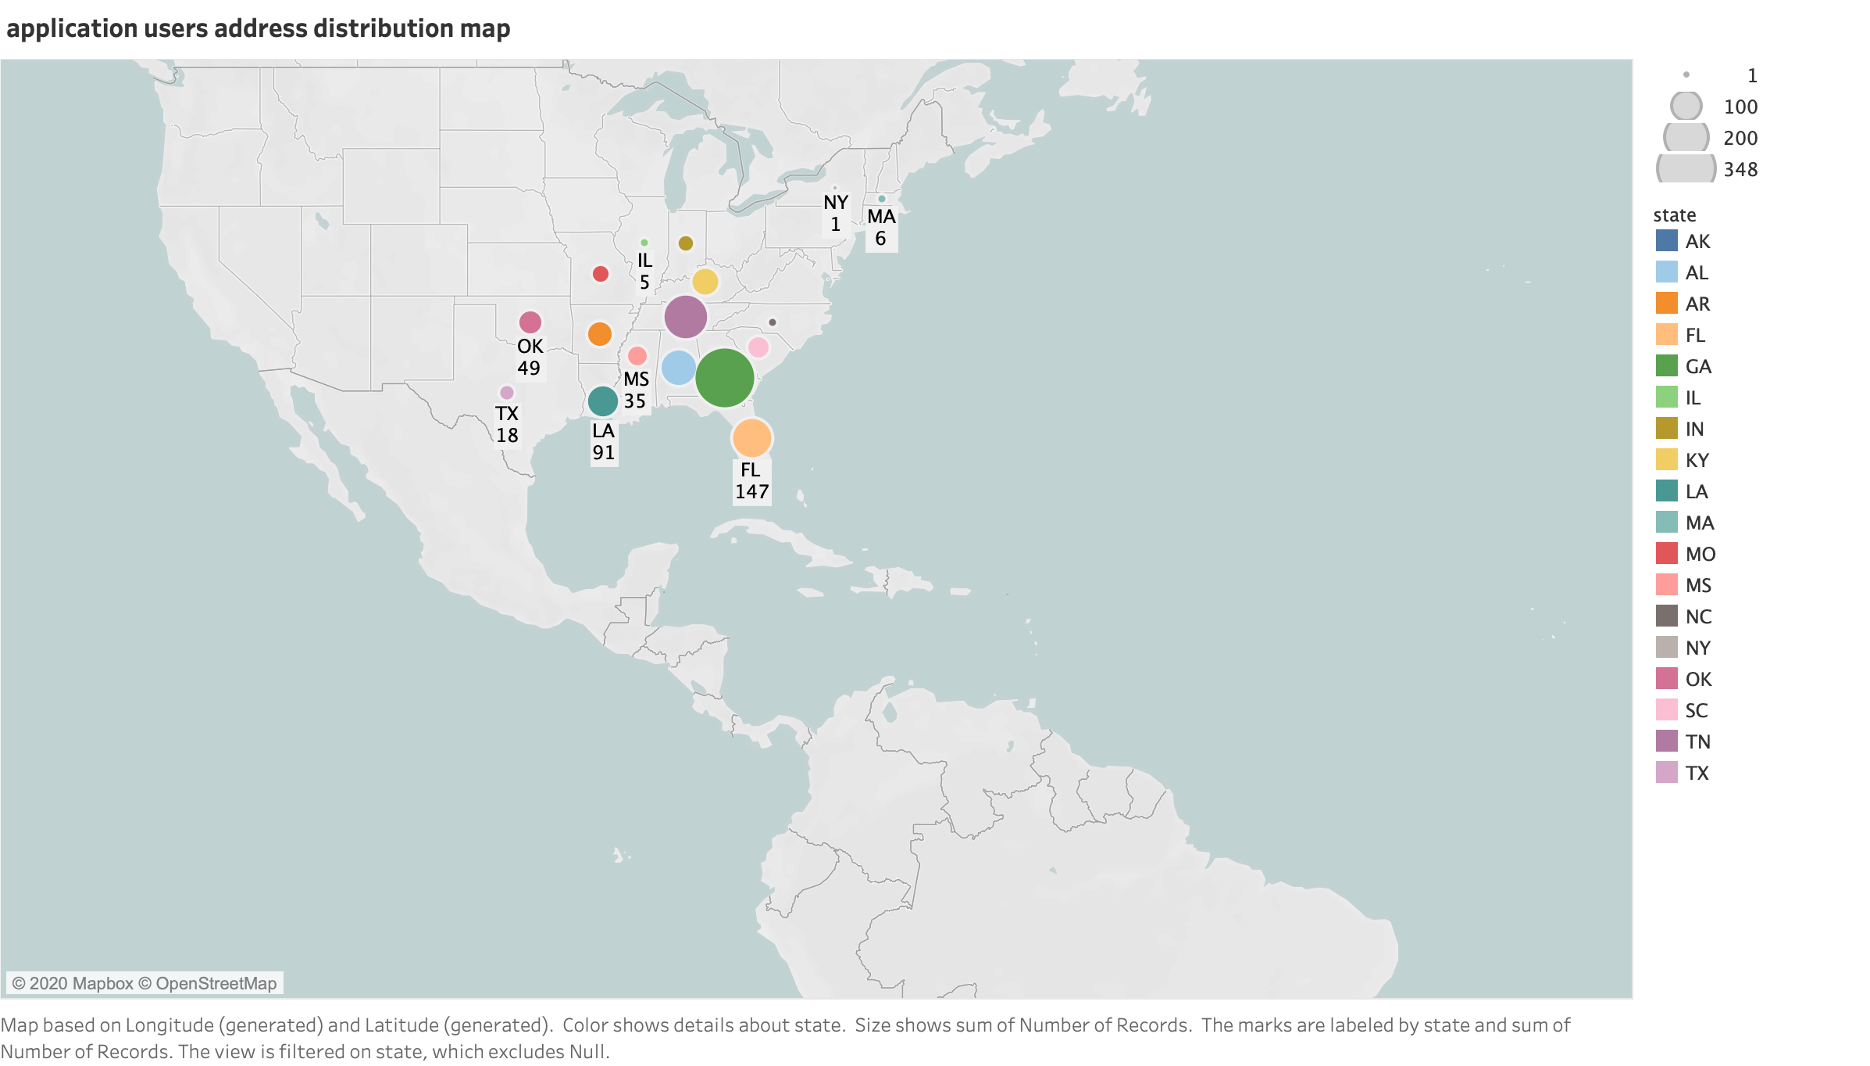 application users address distribution map
NY
1
MA
6
IL
5
OK
49
MS
35
TX
18
LA
91
FL
147
1
100
200
348
state
AK
AL
AR
FL
GA
IL
IN
KY
LA
MA
MO
MS
NC
NY
OK
SC
TN
TX
© 2020 Mapbox © OpenStreetMap
Map based on Longitude (generated) and Latitude (generated).  Color shows details about state.  Size shows sum of Number of Records.  The marks are labeled by state and sum of
Number of Records. The view is filtered on state, which excludes Null.